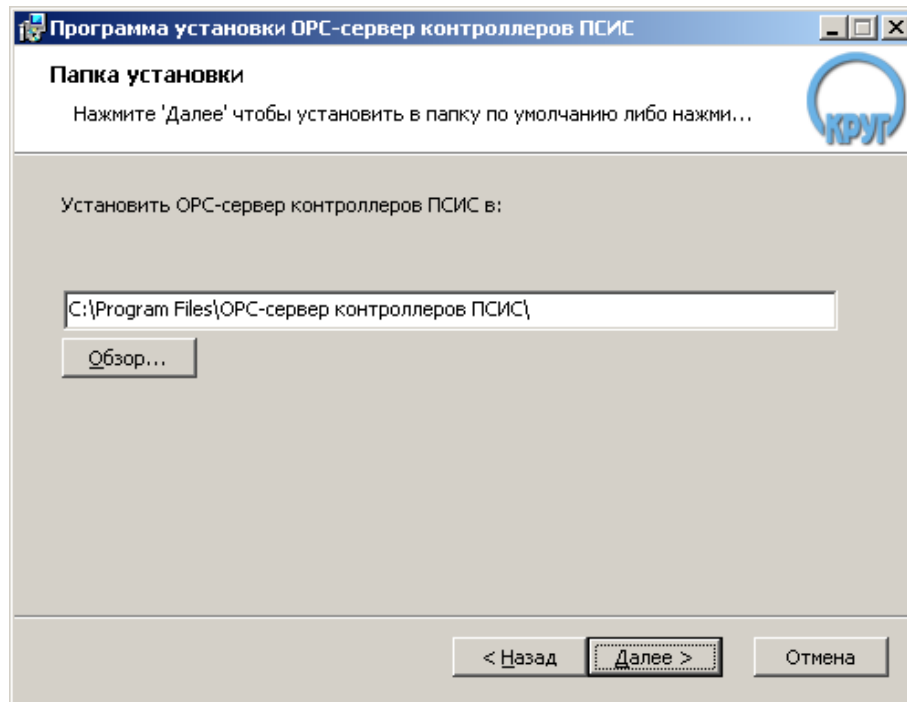 Программа установки OPC-сервер контроллеров ПСИС
Папка установки
Нажмите 'Далее' чтобы установить в папку по умолчанию либо нажми...
КРУГ
Установить OPC-сервер контроллеров ПСИС в:
C:\Program Files\OPC-сервер контроллеров ПСИС\
Обзор...
< Назад Далее > Отмена